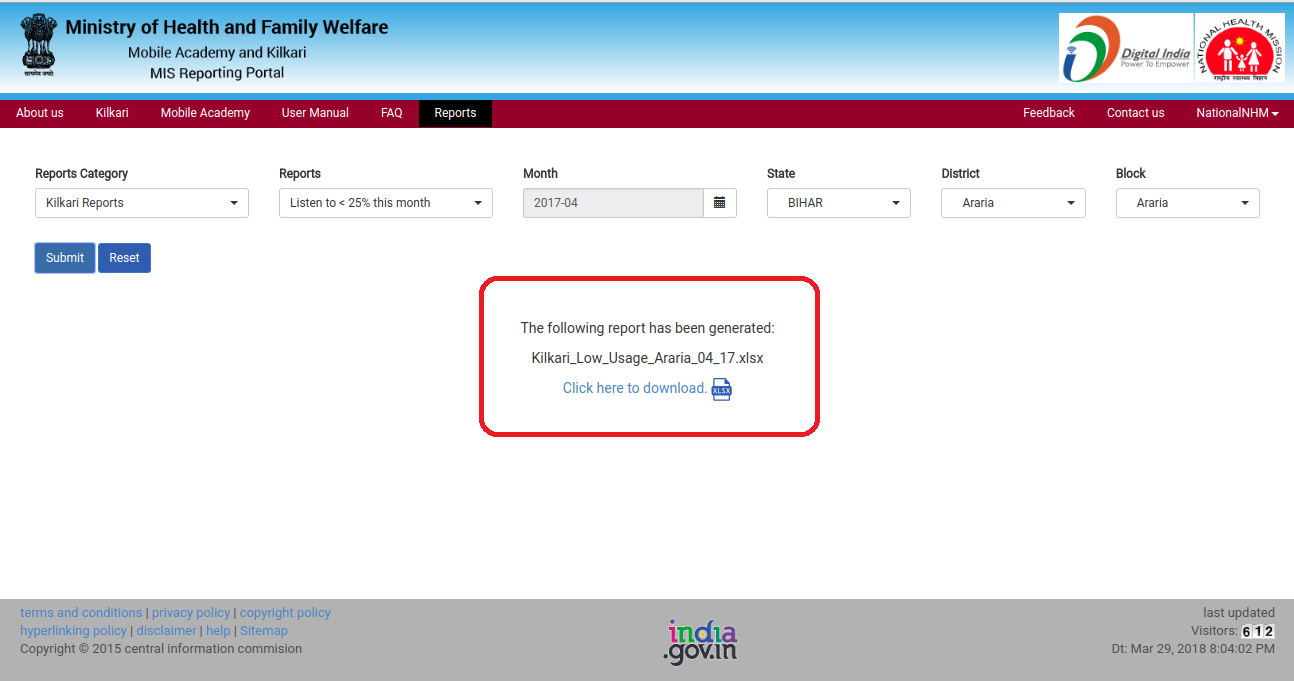 Ministry of Health and Family Welfare
Mobile Academy and Kilkari
MIS Reporting Portal
सत्यमेव जयते
Digital India
Power To Empower
NATIONAL HEALTH MISSION
राष्ट्रीय स्वास्थ्य मिशन
About us Kilkari Mobile Academy User Manual FAQ Reports Feedback Contact us NationalNHM
Reports Category Reports Month State District Block
Kilkari Reports Listen to < 25% this month 2017-04 BIHAR Araria Araria
Submit Reset
The following report has been generated:
Kilkari_Low_Usage_Araria_04_17.xlsx
Click here to download. XLSX
terms and conditions | privacy policy | copyright policy
hyperlinking policy | disclaimer | help | Sitemap
Copyright © 2015 central information commision
india
.gov.in
last updated
Visitors: 612
Dt: Mar 29, 2018 8:04:02 PM